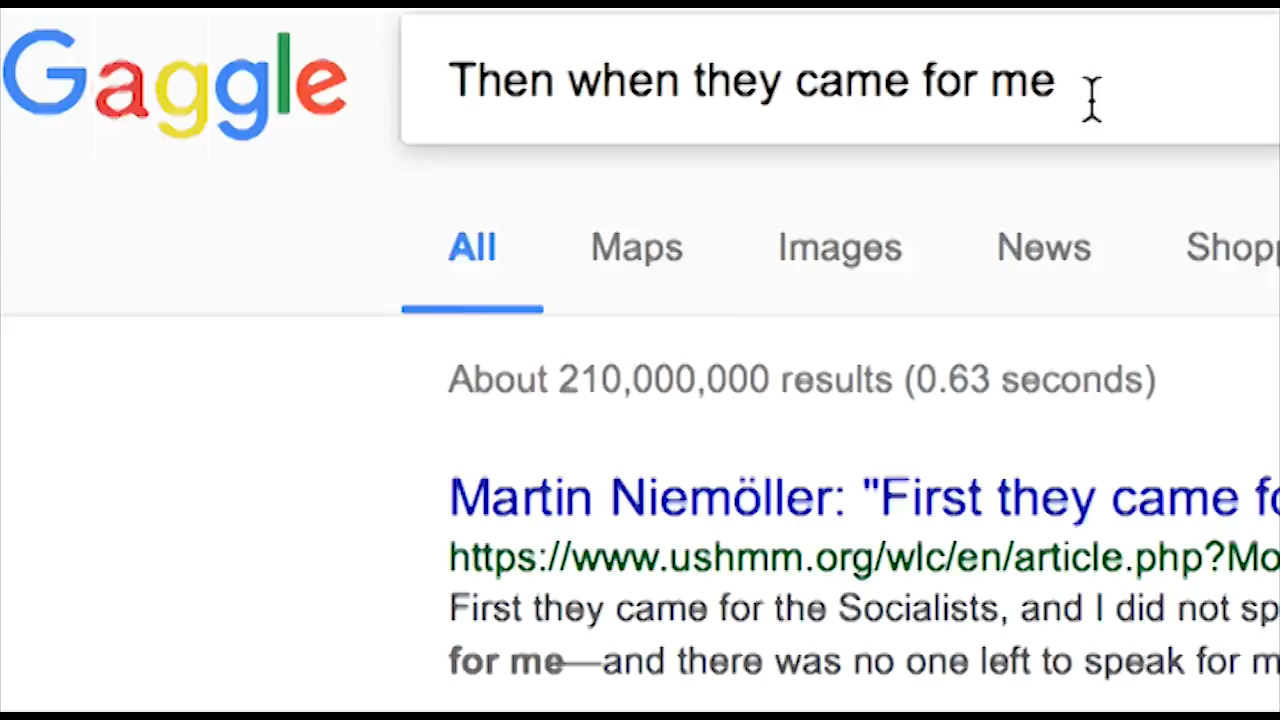 Gaggle
Then when they came for me
All Maps Images News Shopp
About 210,000,000 results (0.63 seconds)
Martin Niemöller: "First they came fo
https://www.ushmm.org/wlc/en/article.php?Mo
First they came for the Socialists, and I did not sp
for me—and there was no one left to speak for m